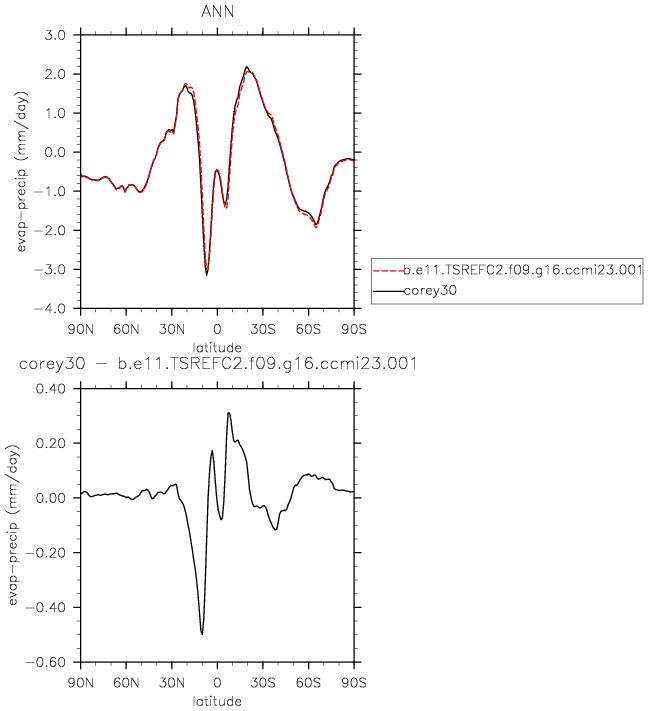 ANN
3.0
2.0
1.0
0.0
−1.0
−2.0
−3.0
−4.0
evap−precip (mm/day)
90N 60N 30N 0 30S 60S 90S
latitude
b.e11.TSREFC2.f09.g16.ccmi23.001
corey30
corey30 − b.e11.TSREFC2.f09.g16.ccmi23.001
0.40
0.20
0.00
−0.20
−0.40
−0.60
evap−precip (mm/day)
90N 60N 30N 0 30S 60S 90S
latitude